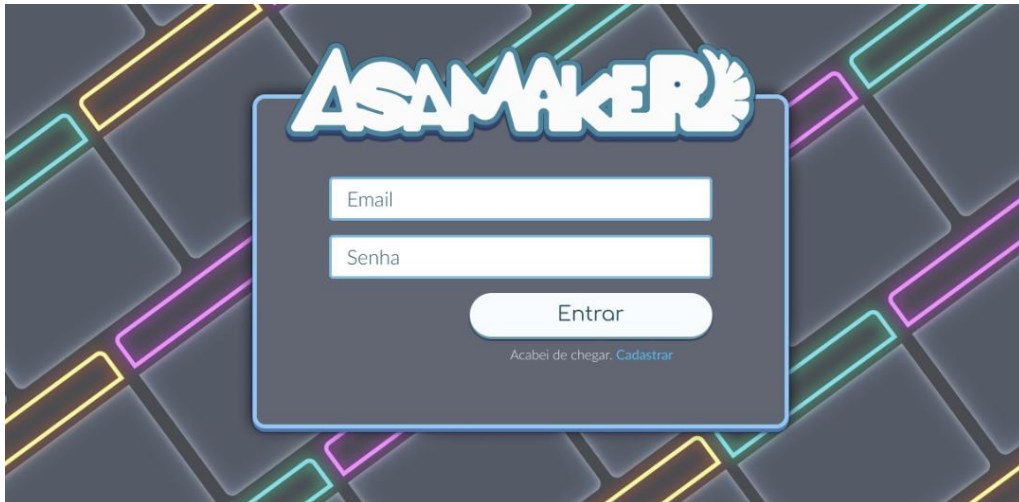 ASAMAKER
Email
Senha
Entrar
Acabei de chegar. Cadastrar